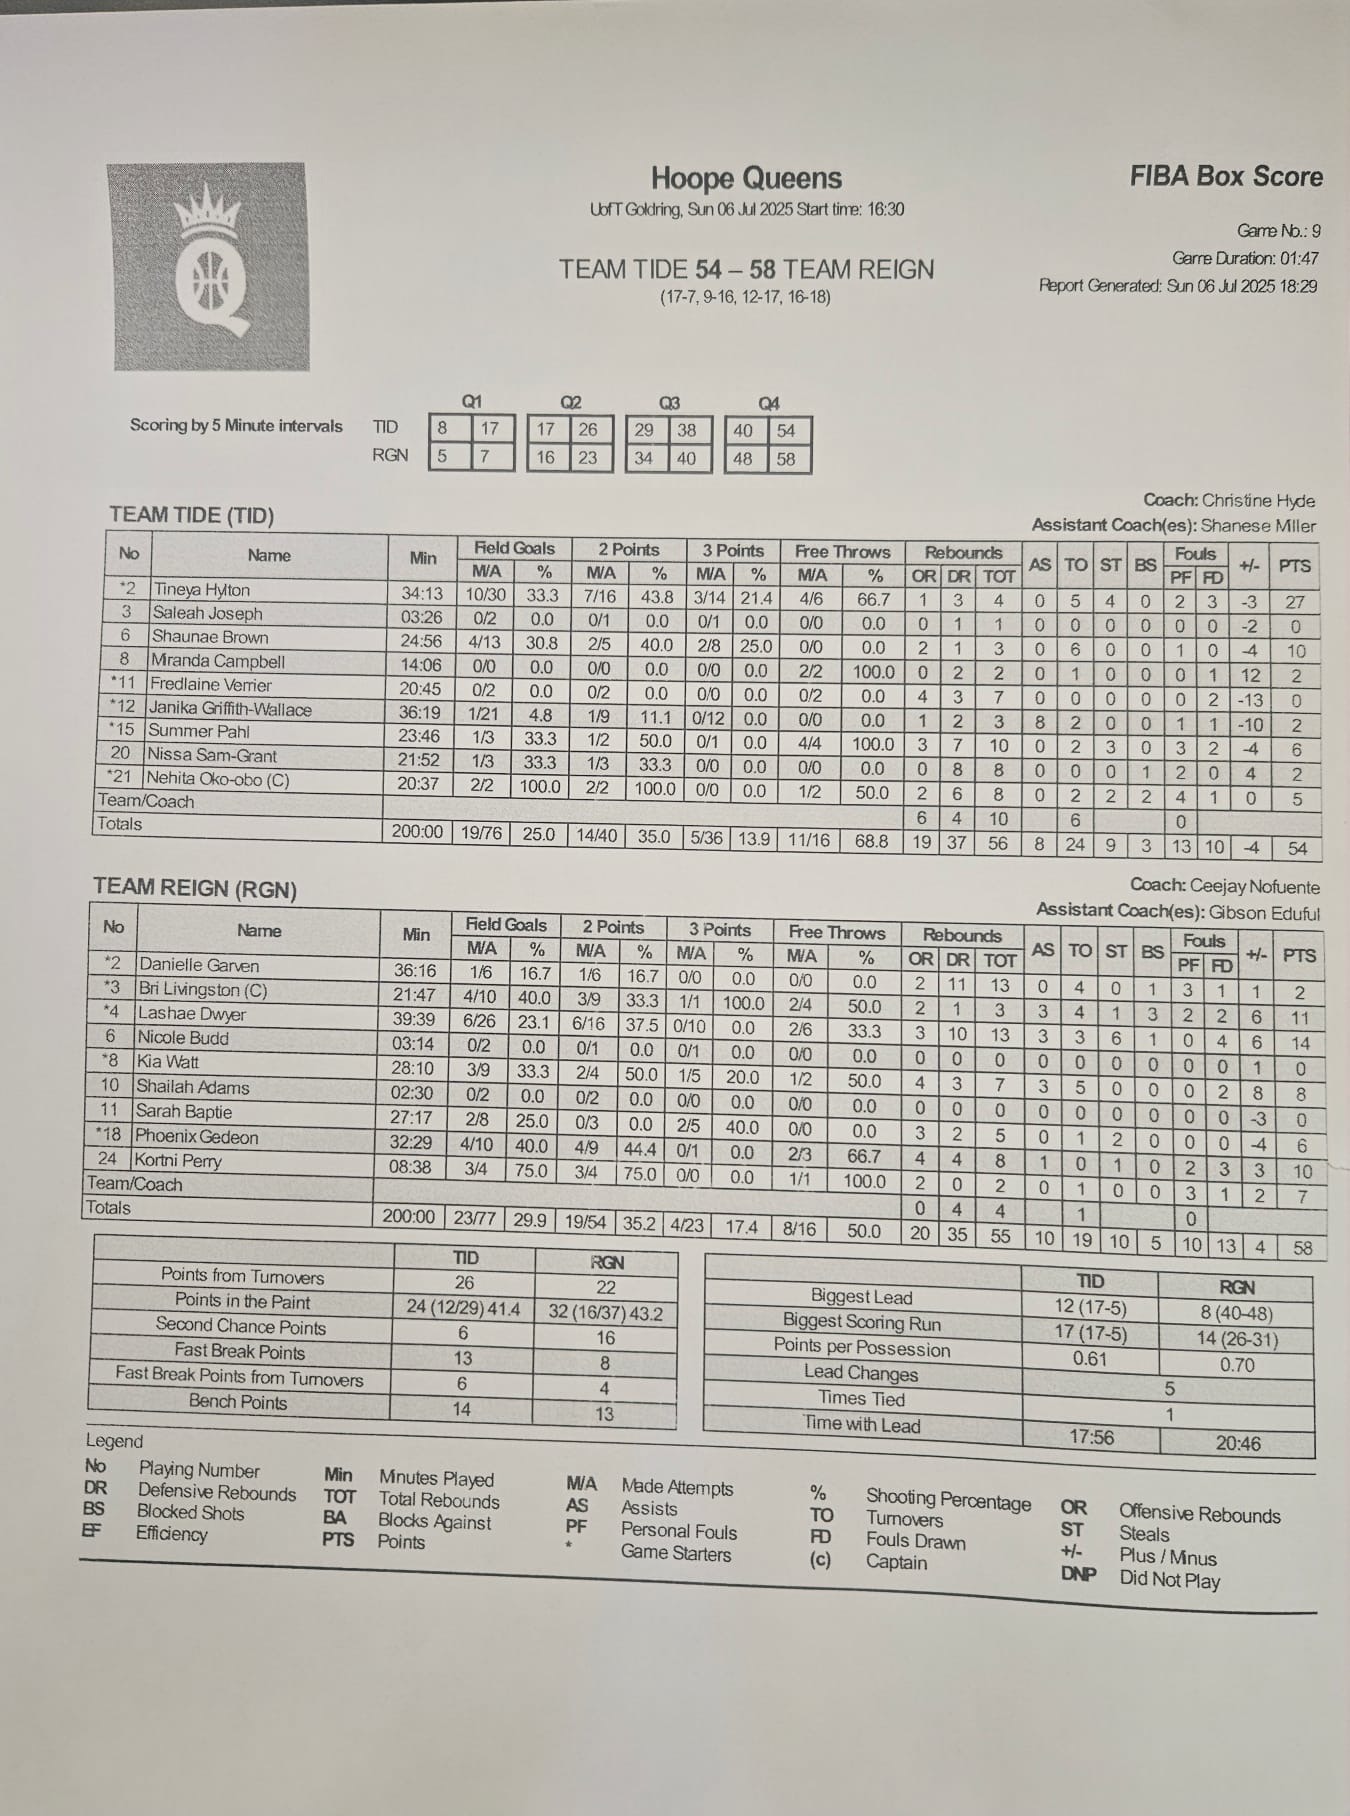 Q
Hoope Queens
FIBA Box Score
UofT Goldring, Sun 06 Jul 2025 Start time: 16:30
Game No.: 9
TEAM TIDE 54 – 58 TEAM REIGN
Game Duration: 01:47
(17-7, 9-16, 12-17, 16-18)
Report Generated: Sun 06 Jul 2025 18:29
Q1 Q2 Q3 Q4
Scoring by 5 Minute intervals TID 8 17 17 26 29 38 40 54
RGN 5 7 16 23 34 40 48 58
Coach: Christine Hyde
TEAM TIDE (TID) Assistant Coach(es): Shanese Miller
No Name Min Field Goals 2 Points 3 Points Free Throws Rebounds AS TO ST BS Fouls +/- PTS
M/A % M/A % M/A % M/A % OR DR TOT PF FD
*2 Tineya Hylton 34:13 10/30 33.3 7/16 43.8 3/14 21.4 4/6 66.7 1 3 4 0 5 4 0 2 3 -3 27
3 Saleah Joseph 03:26 0/2 0.0 0/1 0.0 0/1 0.0 0/0 0.0 0 1 1 0 0 0 0 0 0 -2 0
6 Shaunae Brown 24:56 4/13 30.8 2/5 40.0 2/8 25.0 0/0 0.0 2 1 3 0 6 0 0 1 0 -4 10
8 Miranda Campbell 14:06 0/0 0.0 0/0 0.0 0/0 0.0 2/2 100.0 0 2 2 0 1 0 0 0 1 12 2
*11 Fredlaine Verrier 20:45 0/2 0.0 0/2 0.0 0/0 0.0 0/2 0.0 4 3 7 0 0 0 0 0 2 -13 0
*12 Janika Griffith-Wallace 36:19 1/21 4.8 1/9 11.1 0/12 0.0 0/0 0.0 1 2 3 8 2 0 0 1 1 -10 2
*15 Summer Pahl 23:46 1/3 33.3 1/2 50.0 0/1 0.0 4/4 100.0 3 7 10 0 2 3 0 3 2 -4 6
20 Nissa Sam-Grant 21:52 1/3 33.3 1/3 33.3 0/0 0.0 0/0 0.0 0 8 8 0 0 0 1 2 0 4 2
*21 Nehita Oko-obo (C) 20:37 2/2 100.0 2/2 100.0 0/0 0.0 1/2 50.0 2 6 8 0 2 2 2 4 1 0 5
Team/Coach 6 4 10 6 0
Totals 200:00 19/76 25.0 14/40 35.0 5/36 13.9 11/16 68.8 19 37 56 8 24 9 3 13 10 -4 54
Coach: Ceejay Nofuente
TEAM REIGN (RGN) Assistant Coach(es): Gibson Eduful
No Name Min Field Goals 2 Points 3 Points Free Throws Rebounds AS TO ST BS Fouls +/- PTS
M/A % M/A % M/A % M/A % OR DR TOT PF FD
*2 Danielle Garven 36:16 1/6 16.7 1/6 16.7 0/0 0.0 0/0 0.0 2 11 13 0 4 0 1 3 1 1 2
*3 Bri Livingston (C) 21:47 4/10 40.0 3/9 33.3 1/1 100.0 2/4 50.0 2 1 3 3 4 1 3 2 2 6 11
*4 Lashae Dwyer 39:39 6/26 23.1 6/16 37.5 0/10 0.0 2/6 33.3 3 10 13 3 3 6 1 0 4 6 14
6 Nicole Budd 03:14 0/2 0.0 0/1 0.0 0/1 0.0 0/0 0.0 0 0 0 0 0 0 0 0 0 1 0
*8 Kia Watt 28:10 3/9 33.3 2/4 50.0 1/5 20.0 1/2 50.0 4 3 7 3 5 0 0 0 2 8 8
10 Shailah Adams 02:30 0/2 0.0 0/2 0.0 0/0 0.0 0/0 0.0 0 0 0 0 0 0 0 0 0 -3 0
11 Sarah Baptie 27:17 2/8 25.0 0/3 0.0 2/5 40.0 0/0 0.0 3 2 5 0 1 2 0 0 0 -4 6
*18 Phoenix Gedeon 32:29 4/10 40.0 4/9 44.4 0/1 0.0 2/3 66.7 4 4 8 1 0 1 0 2 3 3 10
24 Kortni Perry 08:38 3/4 75.0 3/4 75.0 0/0 0.0 1/1 100.0 2 0 2 0 1 0 0 3 1 2 7
Team/Coach 0 4 4 1 0
Totals 200:00 23/77 29.9 19/54 35.2 4/23 17.4 8/16 50.0 20 35 55 10 19 10 5 10 13 4 58
TID RGN
Points from Turnovers 26 22
Points in the Paint 24 (12/29) 41.4 32 (16/37) 43.2
Second Chance Points 6 16
Fast Break Points 13 8
Fast Break Points from Turnovers 6 4
Bench Points 14 13
TID RGN
Biggest Lead 12 (17-5) 8 (40-48)
Biggest Scoring Run 17 (17-5) 14 (26-31)
Points per Possession 0.61 0.70
Lead Changes 5
Times Tied 1
Time with Lead 17:56 20:46
Legend
No Playing Number Min Minutes Played M/A Made Attempts % Shooting Percentage OR Offensive Rebounds
DR Defensive Rebounds TOT Total Rebounds AS Assists TO Turnovers ST Steals
BS Blocked Shots BA Blocks Against PF Personal Fouls FD Fouls Drawn +/- Plus / Minus
EF Efficiency PTS Points * Game Starters (c) Captain DNP Did Not Play